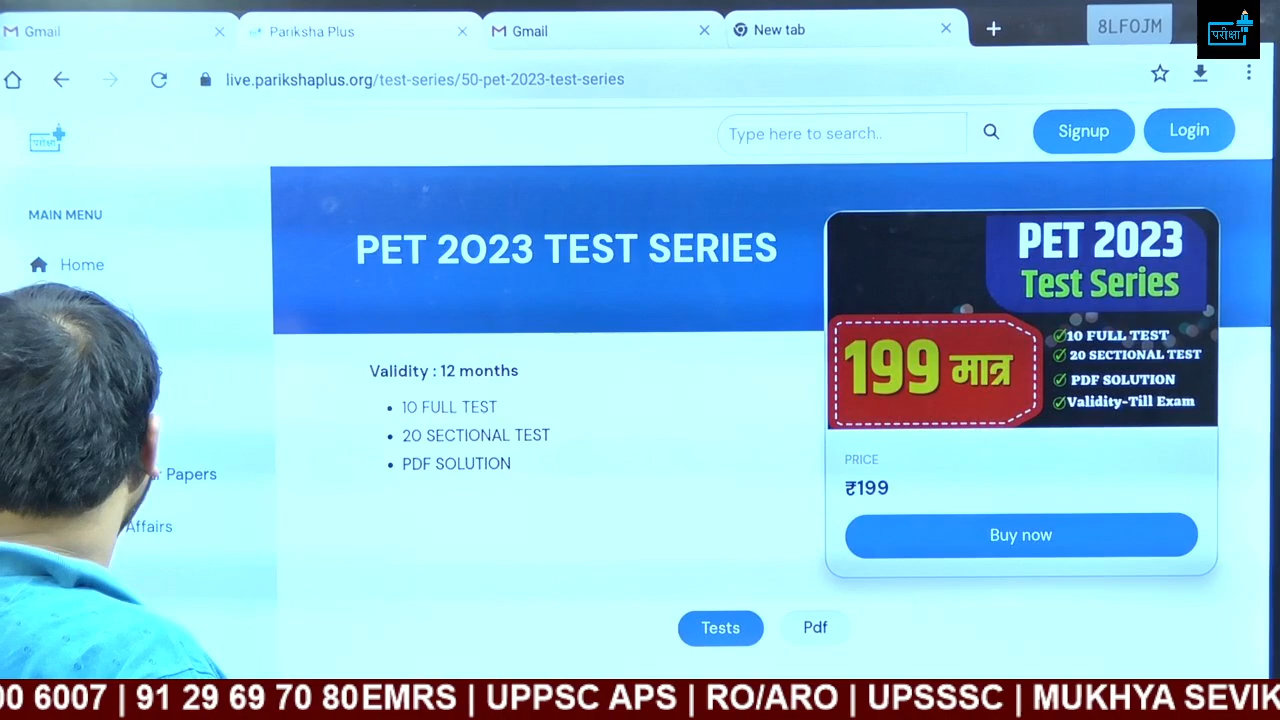 Gmail
Pariksha Plus
Gmail
New tab
8LFOJM
परीक्षा
live.parikshaplus.org/test-series/50-pet-2023-test-series
परीक्षा
Type here to search..
Signup
Login
MAIN MENU
Home
Papers
Affairs
PET 2023 TEST SERIES
Validity : 12 months
10 FULL TEST
20 SECTIONAL TEST
PDF SOLUTION
PET 2023
Test Series
199 मात्र
10 FULL TEST
20 SECTIONAL TEST
PDF SOLUTION
Validity-Till Exam
PRICE
₹199
Buy now
Tests
Pdf
00 6007 | 91 29 69 70 80EMRS | UPPSC APS | RO/ARO | UPSSSC | MUKHYA SEVIK